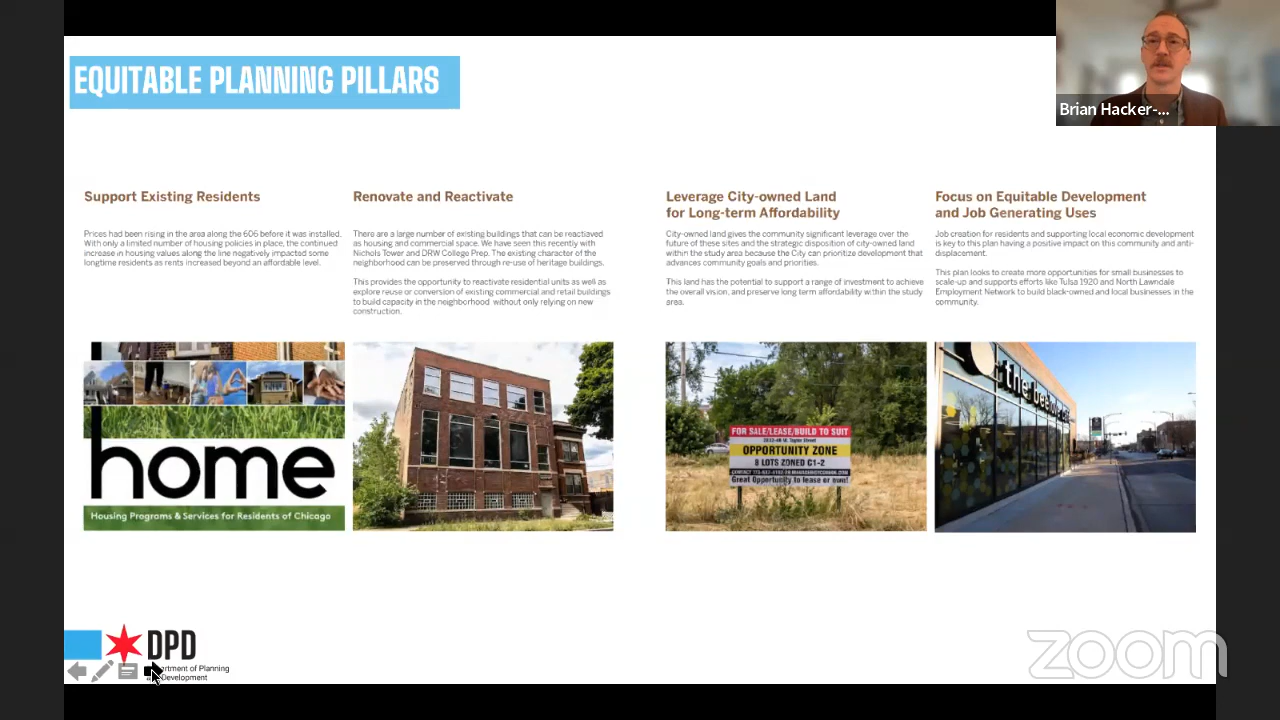 EQUITABLE PLANNING PILLARS
Brian Hacker-...
Support Existing Residents
Prices had been rising in the area along the 606 before it was installed.
With only a limited number of housing policies in place, the continued
increase in housing values along the line negatively impacted some
longtime residents as rents increased beyond an affordable level.
home
Housing Programs & Services for Residents of Chicago
Renovate and Reactivate
There are a large number of existing buildings that can be reactiaved
as housing and commercial space. We have seen this recently with
Nichols Tower and DRW College Prep. The existing character of the
neighborhood can be preserved through re-use of heritage buildings.
This provides the opportunity to reactivate residential units as well as
explore reuse or conversion of existing commercial and retail buildings
to build capacity in the neighborhood without only relying on new
construction.
Leverage City-owned Land
for Long-term Affordability
City-owned land gives the community significant leverage over the
future of these sites and the strategic disposition of city-owned land
within the study area because the City can prioritize development that
advances community goals and priorities.
This land has the potential to support a range of investment to achieve
the overall vision, and preserve long term affordability within the study
area.
FOR SALE/LEASE/BUILD TO SUIT
OPPORTUNITY ZONE
8 LOTS ZONED C1-2
Great Opportunity to lease or own!
Focus on Equitable Development
and Job Generating Uses
Job creation for residents and supporting local economic development
is key to this plan having a positive impact on this community and anti-
displacement.
This plan looks to create more opportunities for small businesses to
scale-up and supports efforts like Tulsa 1920 and North Lawndale
Employment Network to build black-owned and local businesses in the
community.
the
DPD
rtment of Planning
Development
zoom